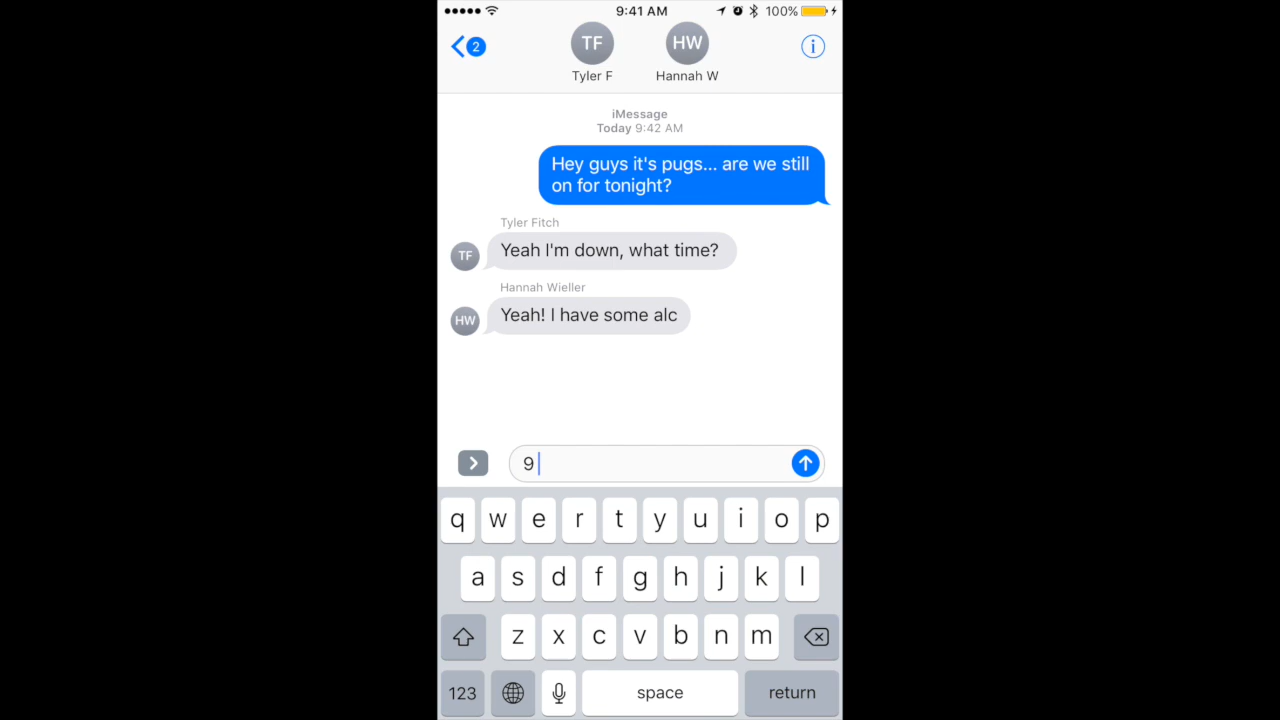 9:41 AM
100%
2
TF
HW
i
Tyler F
Hannah W
iMessage
Today 9:42 AM
Hey guys it's pugs... are we still
on for tonight?
Tyler Fitch
TF
Yeah I'm down, what time?
Hannah Wieller
HW
Yeah! I have some alc
9
q w e r t y u i o p
a s d f g h j k l
z x c v b n m
123
space
return